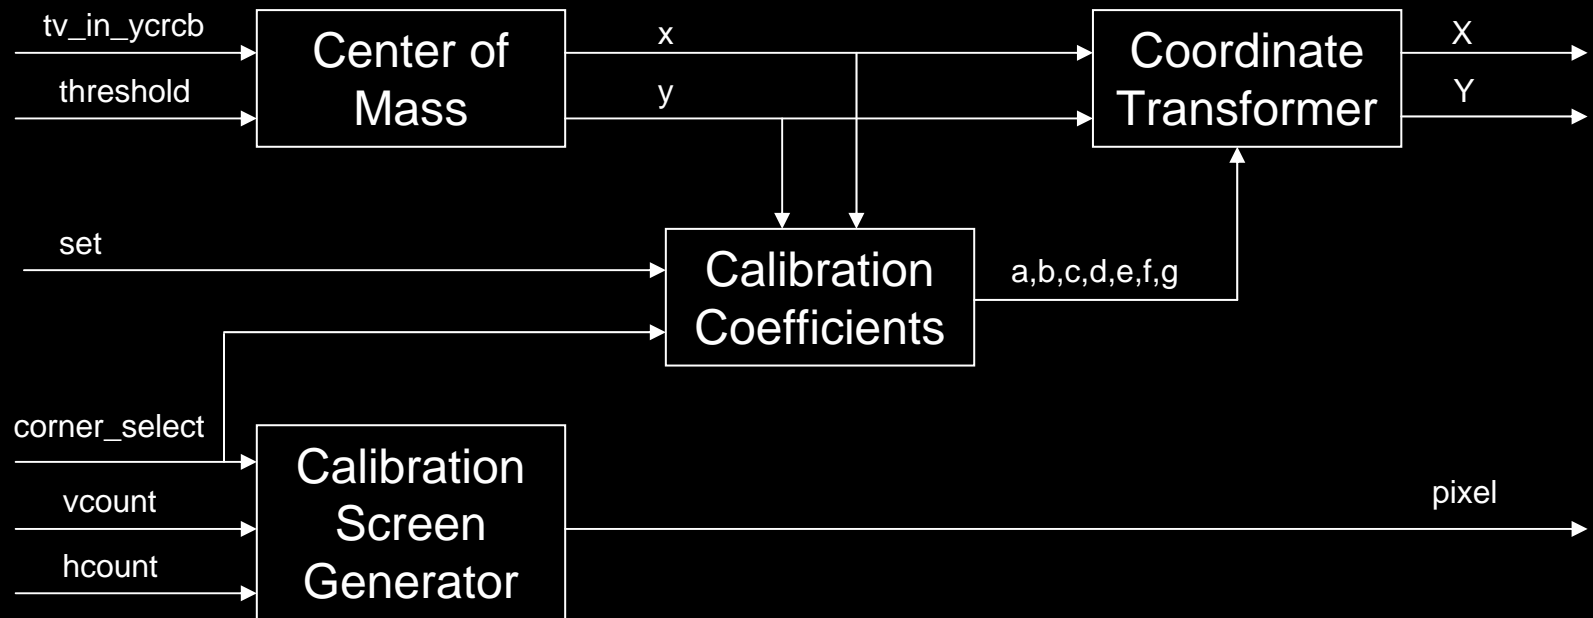 tv_in_ycrcb
threshold
Center of
Mass
x
y
Coordinate
Transformer
X
Y
set
Calibration
Coefficients
a,b,c,d,e,f,g
corner_select
vcount
hcount
Calibration
Screen
Generator
pixel